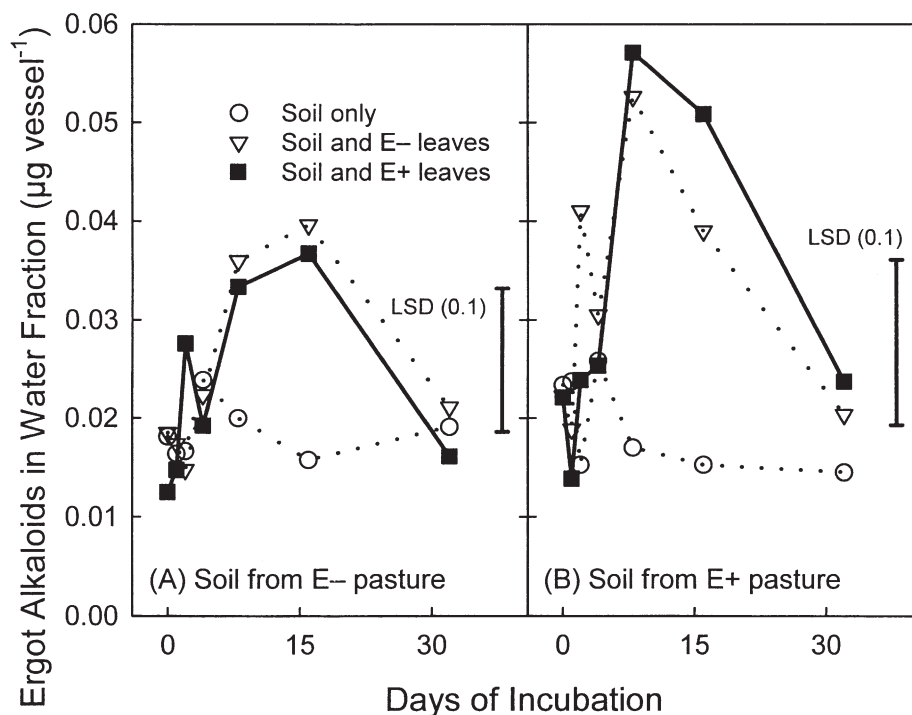 Ergot Alkaloids in Water Fraction (µg vessel⁻¹)
0.06
0.05
0.04
0.03
0.02
0.01
0.00
Soil only
Soil and E– leaves
Soil and E+ leaves
LSD (0.1)
LSD (0.1)
(A) Soil from E– pasture
(B) Soil from E+ pasture
0 15 30 0 15 30
Days of Incubation